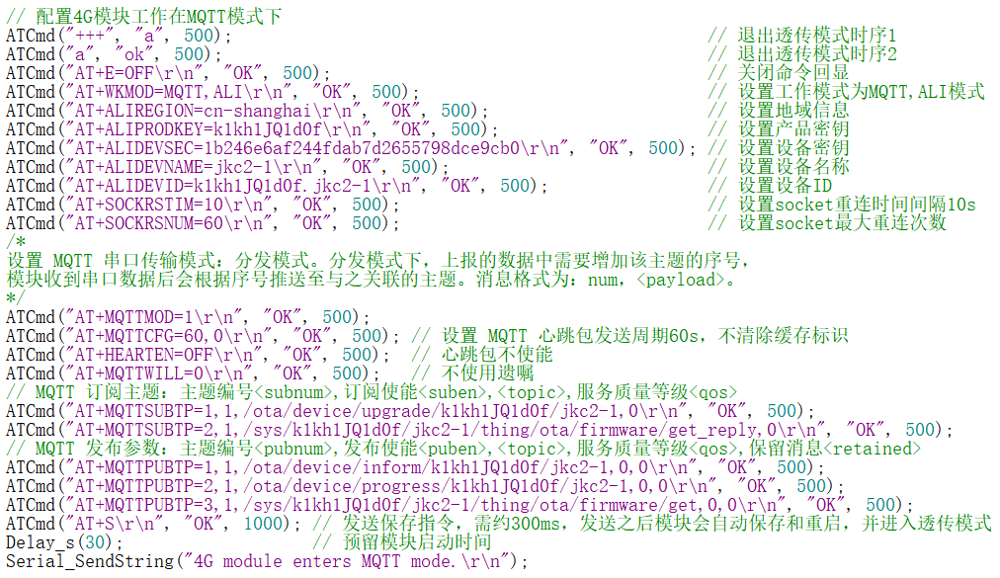 // 配置4G模块工作在MQTT模式下
ATCmd("+++", "a", 500); // 退出透传模式时序1
ATCmd("a", "ok", 500); // 退出透传模式时序2
ATCmd("AT+E=OFF\r\n", "OK", 500); // 关闭命令回显
ATCmd("AT+WKMOD=MQTT,ALI\r\n", "OK", 500); // 设置工作模式为MQTT,ALI模式
ATCmd("AT+ALIREGION=cn-shanghai\r\n", "OK", 500); // 设置地域信息
ATCmd("AT+ALIPRODKEY=k1kh1JQ1d0f\r\n", "OK", 500); // 设置产品密钥
ATCmd("AT+ALIDEVSEC=1b246e6af244fdab7d2655798dce9cb0\r\n", "OK", 500); // 设置设备密钥
ATCmd("AT+ALIDEVNAME=jkc2-1\r\n", "OK", 500); // 设置设备名称
ATCmd("AT+ALIDEVID=k1kh1JQ1d0f.jkc2-1\r\n", "OK", 500); // 设置设备ID
ATCmd("AT+SOCKRSTIM=10\r\n", "OK", 500); // 设置socket重连时间间隔10s
ATCmd("AT+SOCKRSNUM=60\r\n", "OK", 500); // 设置socket最大重连次数
/*
设置 MQTT 串口传输模式：分发模式。分发模式下，上报的数据中需要增加该主题的序号，
模块收到串口数据后会根据序号推送至与之关联的主题。消息格式为：num，<payload>。
*/
ATCmd("AT+MQTTMOD=1\r\n", "OK", 500);
ATCmd("AT+MQTTCFG=60,0\r\n", "OK", 500); // 设置 MQTT 心跳包发送周期60s，不清除缓存标识
ATCmd("AT+HEARTEN=OFF\r\n", "OK", 500); // 心跳包不使能
ATCmd("AT+MQTTWILL=0\r\n", "OK", 500); // 不使用遗嘱
// MQTT 订阅主题：主题编号<subnum>,订阅使能<suben>,<topic>,服务质量等级<qos>
ATCmd("AT+MQTTSUBTP=1,1,/ota/device/upgrade/k1kh1JQ1d0f/jkc2-1,0\r\n", "OK", 500);
ATCmd("AT+MQTTSUBTP=2,1,/sys/k1kh1JQ1d0f/jkc2-1/thing/ota/firmware/get_reply,0\r\n", "OK", 500);
// MQTT 发布参数：主题编号<pubnum>,发布使能<puben>,<topic>,服务质量等级<qos>,保留消息<retained>
ATCmd("AT+MQTTPUBTP=1,1,/ota/device/inform/k1kh1JQ1d0f/jkc2-1,0,0\r\n", "OK", 500);
ATCmd("AT+MQTTPUBTP=2,1,/ota/device/progress/k1kh1JQ1d0f/jkc2-1,0,0\r\n", "OK", 500);
ATCmd("AT+MQTTPUBTP=3,1,/sys/k1kh1JQ1d0f/jkc2-1/thing/ota/firmware/get,0,0\r\n", "OK", 500);
ATCmd("AT+S\r\n", "OK", 1000); // 发送保存指令，需约300ms，发送之后模块会自动保存和重启，并进入透传模式
Delay_s(30); // 预留模块启动时间
Serial_SendString("4G module enters MQTT mode.\r\n");